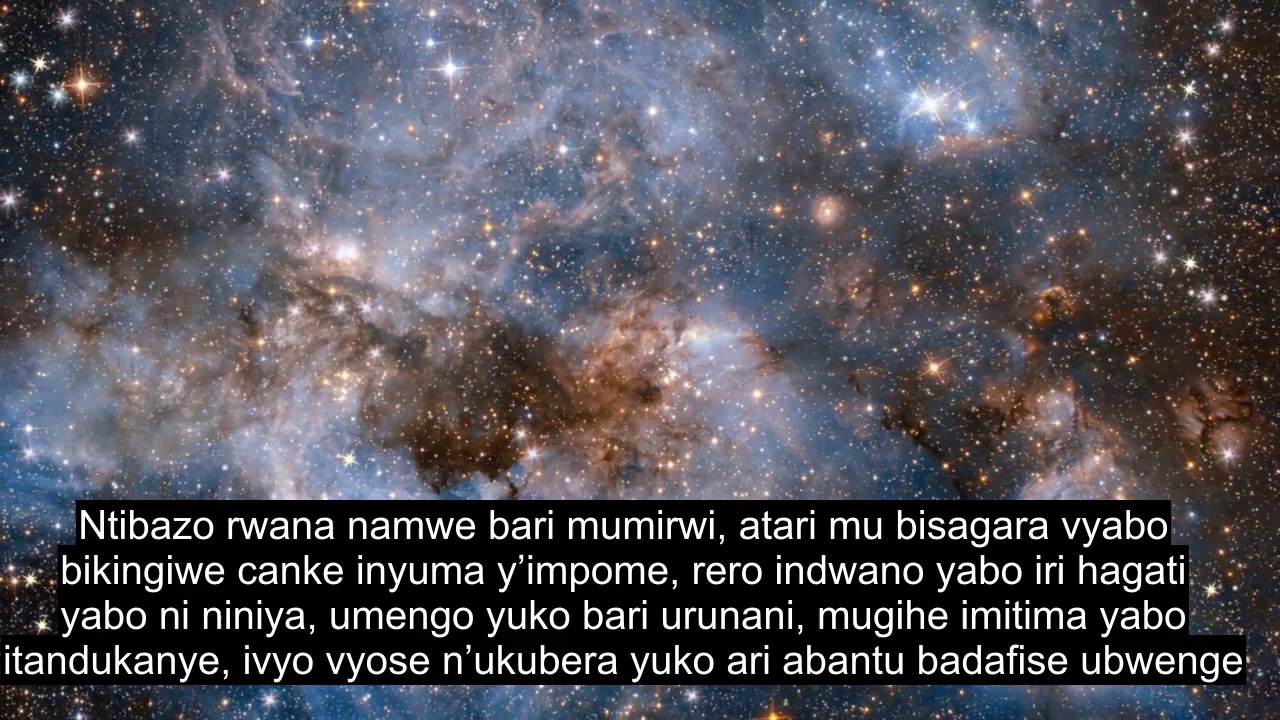 Ntibazo rwana namwe bari mumirwi, atari mu bisagara vyabo
bikingiwe canke inyuma y’impome, rero indwano yabo iri hagati
yabo ni niniya, umengo yuko bari urunani, mugihe imitima yabo
itandukanye, ivyo vyose n’ukubera yuko ari abantu badafise ubwenge